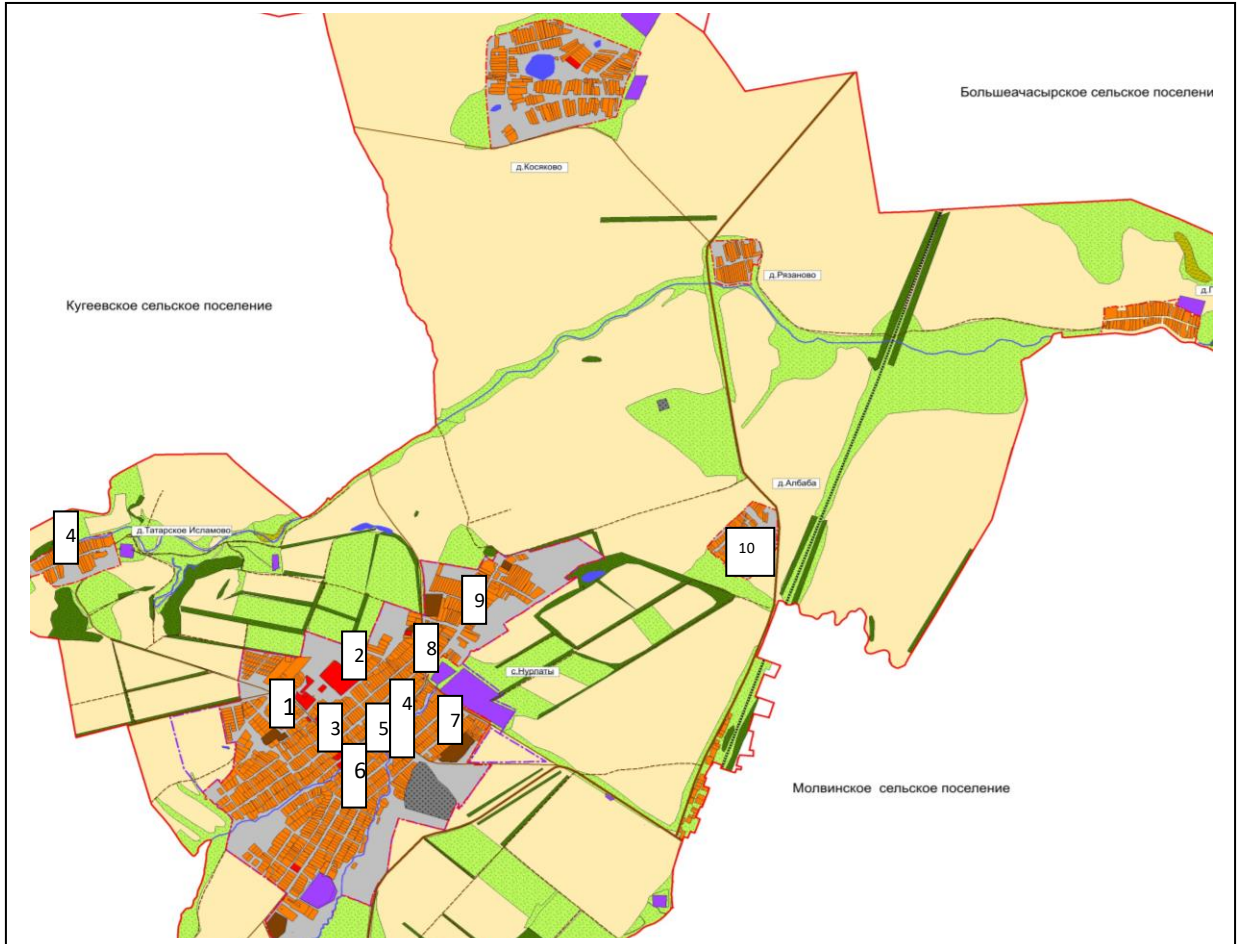 Большеачасырское сельское поселени
д.Косяково
д.Рязаново
д.Г
Кугеевское сельское поселение
д.Албаба
4
д.Татарское Исламово
10
9
8
2
с.Нурлаты
1
4
3
5
7
6
Молвинское сельское поселение